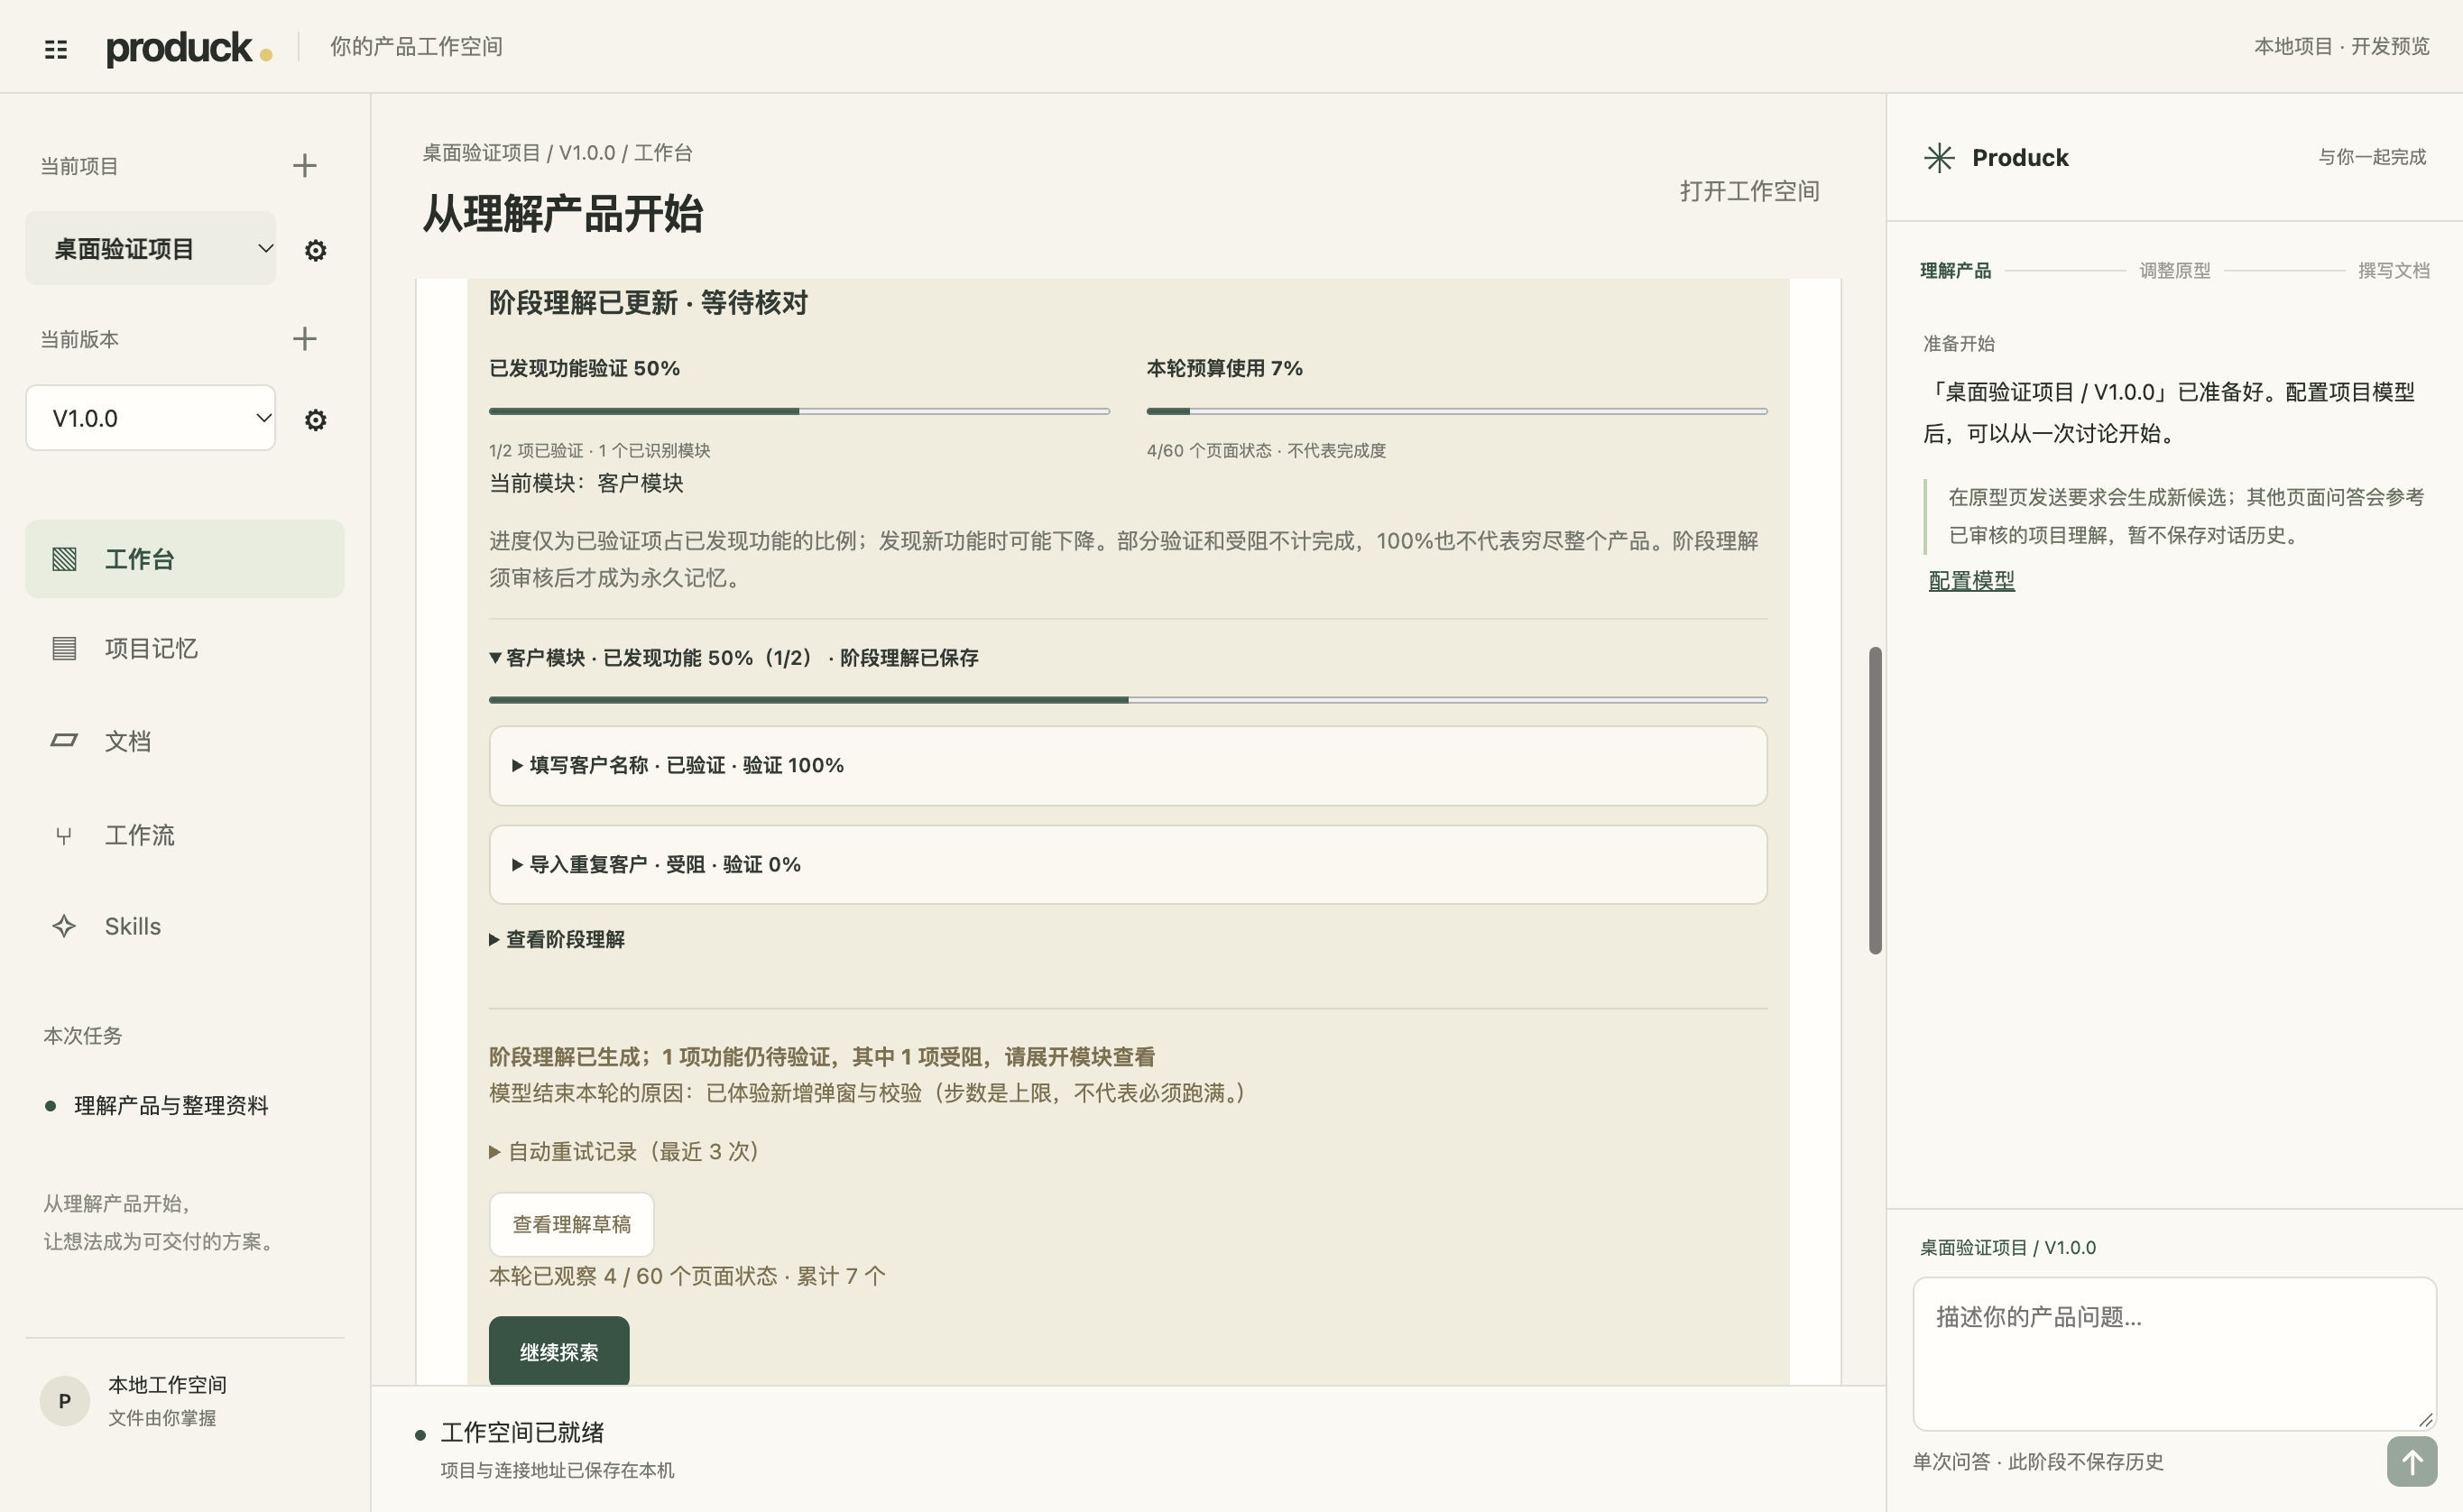 produck
你的产品工作空间
本地项目 · 开发预览
当前项目
桌面验证项目
当前版本
V1.0.0
工作台
项目记忆
文档
工作流
Skills
本次任务
理解产品与整理资料
从理解产品开始，
让想法成为可交付的方案。
P
本地工作空间
文件由你掌握
桌面验证项目 / V1.0.0 / 工作台
从理解产品开始
打开工作空间
阶段理解已更新 · 等待核对
已发现功能验证 50%
本轮预算使用 7%
1/2 项已验证 · 1 个已识别模块
4/60 个页面状态 · 不代表完成度
当前模块：客户模块
进度仅为已验证项占已发现功能的比例；发现新功能时可能下降。部分验证和受阻不计完成，100%也不代表穷尽整个产品。阶段理解
须审核后才成为永久记忆。
客户模块 · 已发现功能 50%（1/2） · 阶段理解已保存
填写客户名称 · 已验证 · 验证 100%
导入重复客户 · 受阻 · 验证 0%
查看阶段理解
阶段理解已生成；1 项功能仍待验证，其中 1 项受阻，请展开模块查看
模型结束本轮的原因：已体验新增弹窗与校验（步数是上限，不代表必须跑满。）
自动重试记录（最近 3 次）
查看理解草稿
本轮已观察 4 / 60 个页面状态 · 累计 7 个
继续探索
工作空间已就绪
项目与连接地址已保存在本机
Produck
与你一起完成
理解产品
调整原型
撰写文档
准备开始
「桌面验证项目 / V1.0.0」已准备好。配置项目模型
后，可以从一次讨论开始。
在原型页发送要求会生成新候选；其他页面问答会参考
已审核的项目理解，暂不保存对话历史。
配置模型
桌面验证项目 / V1.0.0
描述你的产品问题...
单次问答 · 此阶段不保存历史